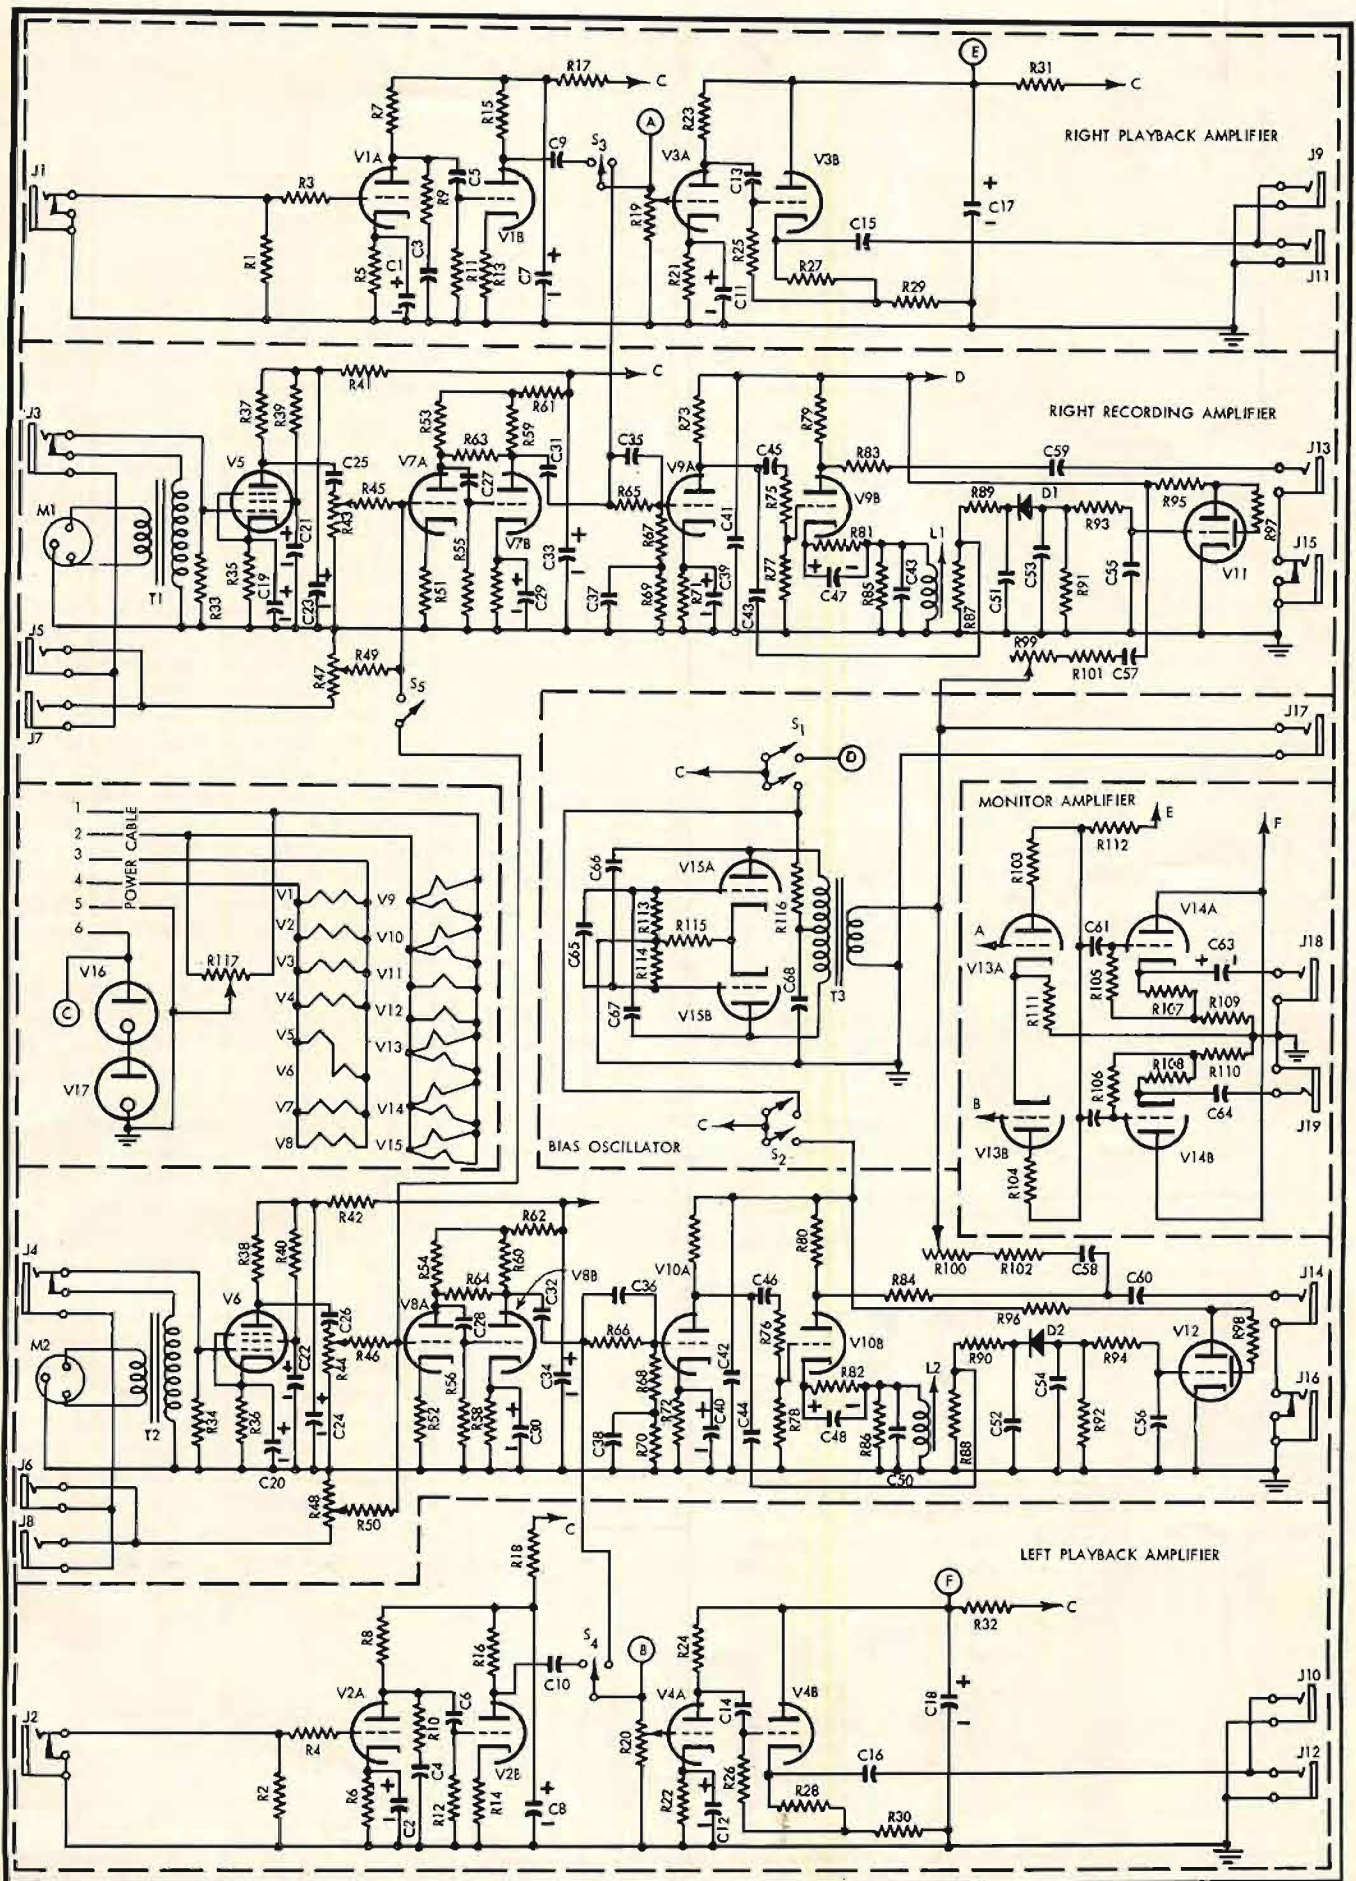 E
R17
C
R31
C
R7
R15
A
R23
RIGHT PLAYBACK AMPLIFIER
V1A
C9
S3
V3A
V3B
J9
J1
R3
C5
R9
C13
R19
C17
V1B
C15
R1
R5
C1
C3
R11
R13
C7
R21
C11
R25
R27
R29
J11
R41
C
D
R37
R39
R53
R61
R59
R73
R79
RIGHT RECORDING AMPLIFIER
J3
R63
C31
C35
C45
R83
C59
J13
V5
C25
V7A
C27
V9A
R75
V9B
R89
D1
R95
M1
R45
R65
R93
R97
R43
C21
V7B
C33
R67
C41
R81
L1
J15
R35
C19
R55
C47
R85
C43
V11
T1
R33
C23
R51
C29
C37
R69
R71
C39
C43
R77
R87
C51
C53
R91
C55
J5
R47
R49
R99
R101
C57
S5
J7
J17
S1
C
D
1
2
3
4
5
6
POWER CABLE
MONITOR AMPLIFIER
E
F
R112
R103
C66
V15A
V1
V9
V2
V10
V3
V11
V4
V12
V5
V13
V6
V7
V14
V8
V15
R113
R115
R116
C65
R114
C68
C67
V15B
T3
V14A
A
C61
C63
J18
V13A
R105
R107
R109
R111
V16
R117
C
V17
R106
R108
R110
B
C64
J19
V13B
V14B
R104
C
S2
BIAS OSCILLATOR
R42
R62
R38
R40
R54
R60
R80
J4
R64
V8B
V10A
R100
R102
C58
J14
V6
C26
V8A
C28
C32
C36
C46
R84
C60
M2
R44
R46
R66
R76
V10B
R96
D2
V12
R98
C22
R56
C34
R68
C42
R82
L2
R90
R94
T2
R34
R36
C24
R52
R58
C30
C38
R70
R72
C40
C44
R78
C48
R86
C50
R88
C52
C54
R92
C56
J16
C20
J6
R48
R50
J8
R18
C
LEFT PLAYBACK AMPLIFIER
F
R8
R16
S4
B
R24
R32
C
C10
J10
V2A
C6
R10
V4A
C14
V4B
C18
J2
R4
R20
C16
J12
R2
R6
C2
C4
R12
R14
V2B
C8
R22
C12
R26
R28
R30